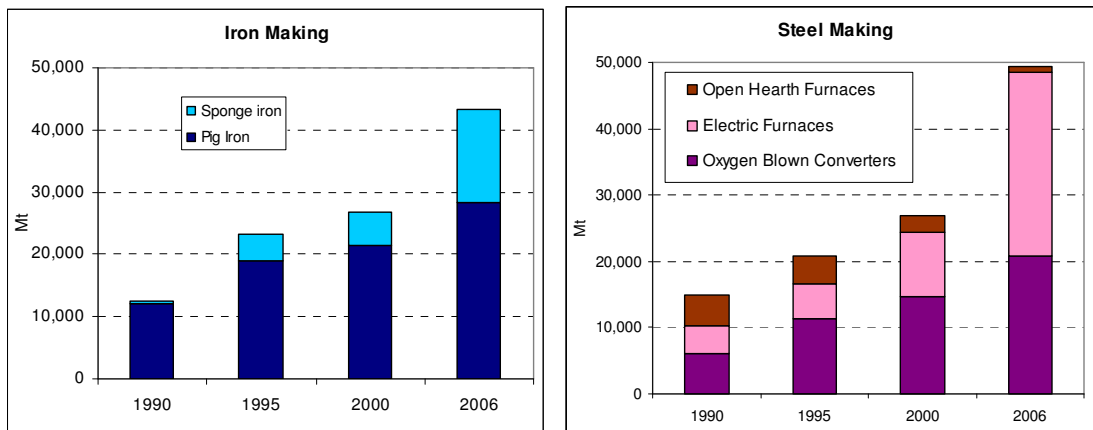 Iron Making
50,000
40,000
30,000
20,000
10,000
0
Mt
Sponge iron
Pig Iron
1990 1995 2000 2006
Steel Making
50,000
40,000
30,000
20,000
10,000
0
Mt
Open Hearth Furnaces
Electric Furnaces
Oxygen Blown Converters
1990 1995 2000 2006